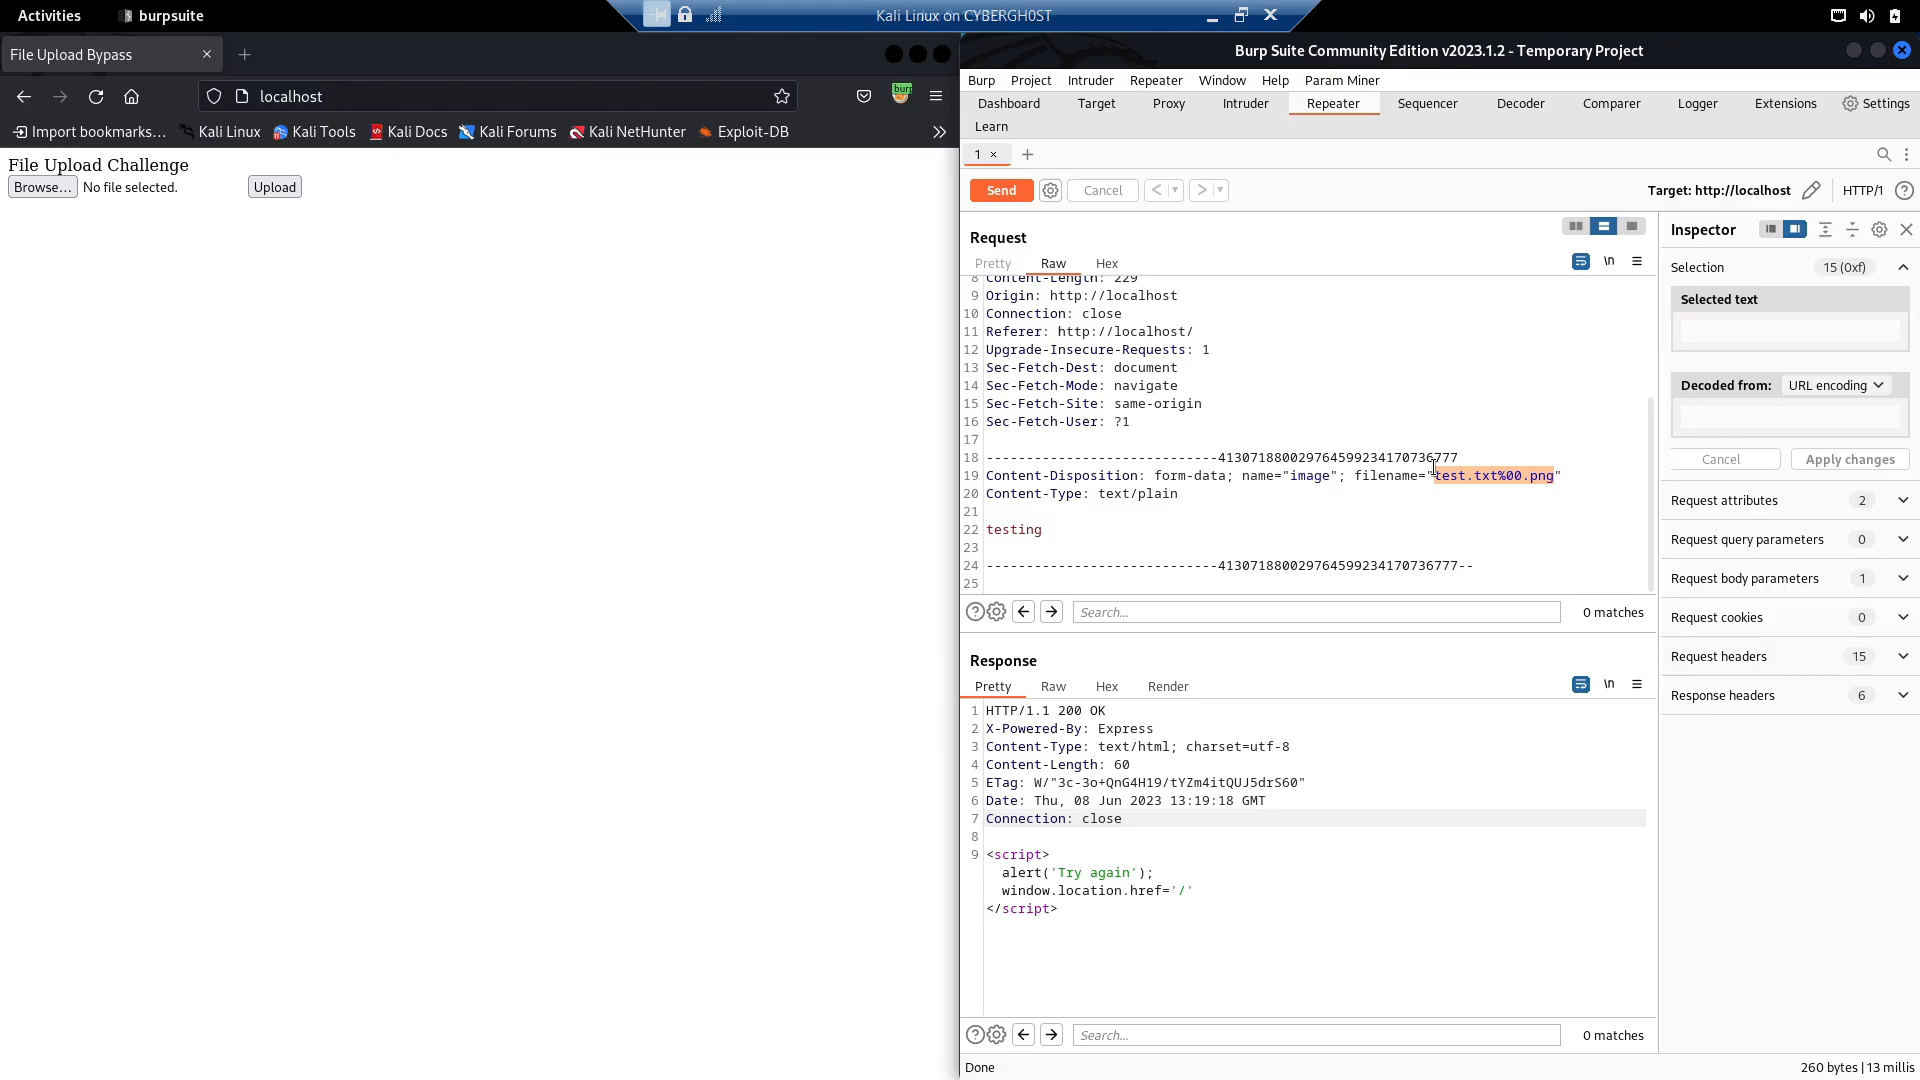 Activities burpsuite Kali Linux on CYBERGH0ST
File Upload Bypass
localhost
Import bookmarks… Kali Linux Kali Tools Kali Docs Kali Forums Kali NetHunter Exploit-DB
File Upload Challenge
Browse… No file selected. Upload
Burp Suite Community Edition v2023.1.2 - Temporary Project
Burp Project Intruder Repeater Window Help Param Miner
Dashboard Target Proxy Intruder Repeater Sequencer Decoder Comparer Logger Extensions Settings
Learn
1 × +
Send Cancel < > Target: http://localhost HTTP/1
Request
Pretty Raw Hex \n
8 Content-Length: 229
9 Origin: http://localhost
10 Connection: close
11 Referer: http://localhost/
12 Upgrade-Insecure-Requests: 1
13 Sec-Fetch-Dest: document
14 Sec-Fetch-Mode: navigate
15 Sec-Fetch-Site: same-origin
16 Sec-Fetch-User: ?1
17
18 -----------------------------413071880029764599234170736777
19 Content-Disposition: form-data; name="image"; filename="test.txt%00.png"
20 Content-Type: text/plain
21
22 testing
23
24 -----------------------------413071880029764599234170736777--
25
Search... 0 matches
Response
Pretty Raw Hex Render \n
1 HTTP/1.1 200 OK
2 X-Powered-By: Express
3 Content-Type: text/html; charset=utf-8
4 Content-Length: 60
5 ETag: W/"3c-3o+QnG4H19/tYZm4itQUJ5drS60"
6 Date: Thu, 08 Jun 2023 13:19:18 GMT
7 Connection: close
8
9 <script>
alert('Try again');
window.location.href='/'
</script>
Search... 0 matches
Done 260 bytes | 13 millis
Inspector
Selection 15 (0xf)
Selected text
Decoded from: URL encoding
Cancel Apply changes
Request attributes 2
Request query parameters 0
Request body parameters 1
Request cookies 0
Request headers 15
Response headers 6